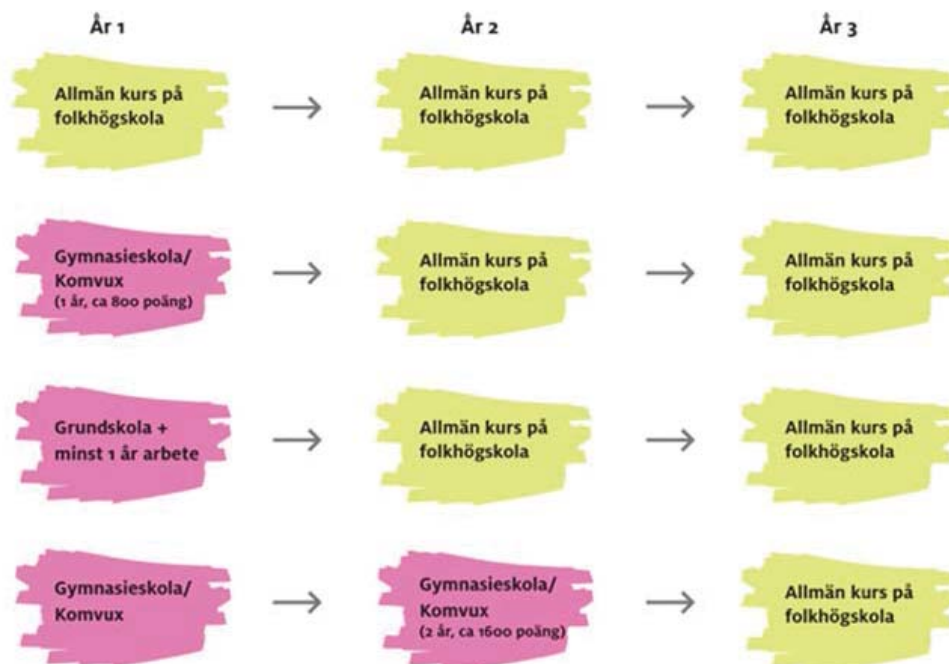 År 1
År 2
År 3
Allmän kurs på
folkhögskola
Allmän kurs på
folkhögskola
Allmän kurs på
folkhögskola
Gymnasieskola/
Komvux
(1 år, ca 800 poäng)
Allmän kurs på
folkhögskola
Allmän kurs på
folkhögskola
Grundskola +
minst 1 år arbete
Allmän kurs på
folkhögskola
Allmän kurs på
folkhögskola
Gymnasieskola/
Komvux
Gymnasieskola/
Komvux
(2 år, ca 1600 poäng)
Allmän kurs på
folkhögskola